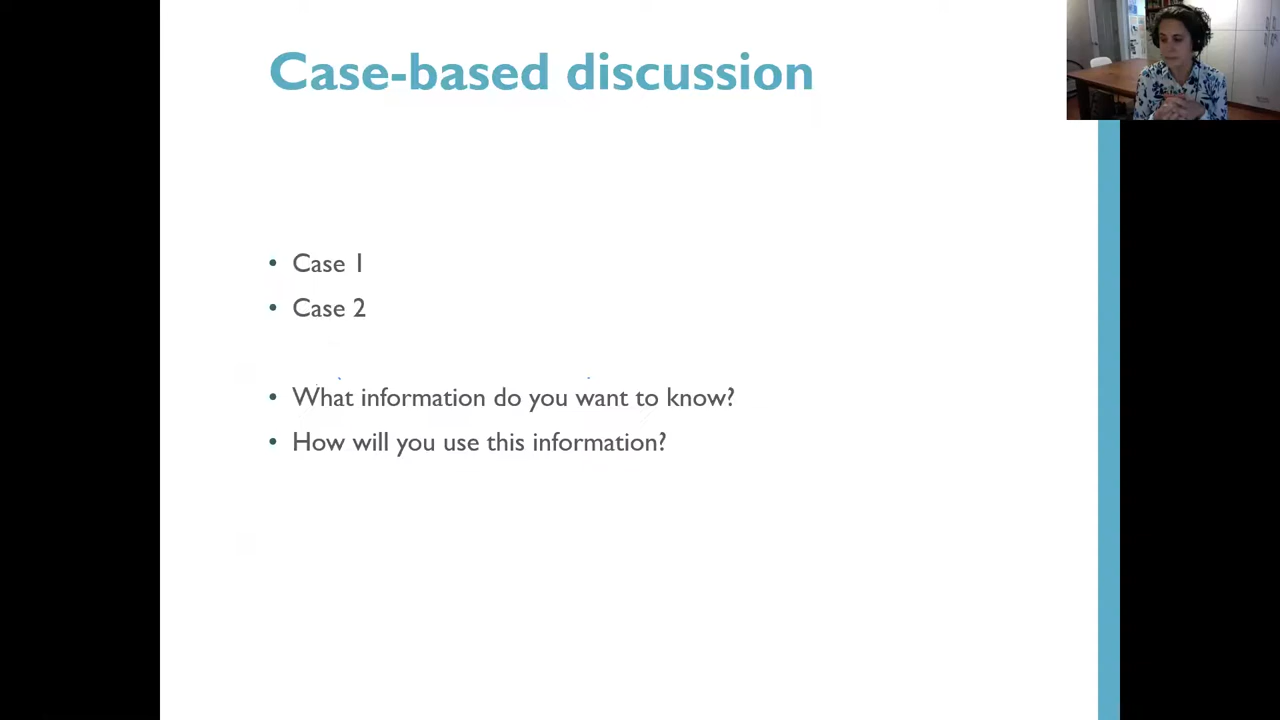 Case-based discussion
• Case 1
• Case 2
• What information do you want to know?
• How will you use this information?